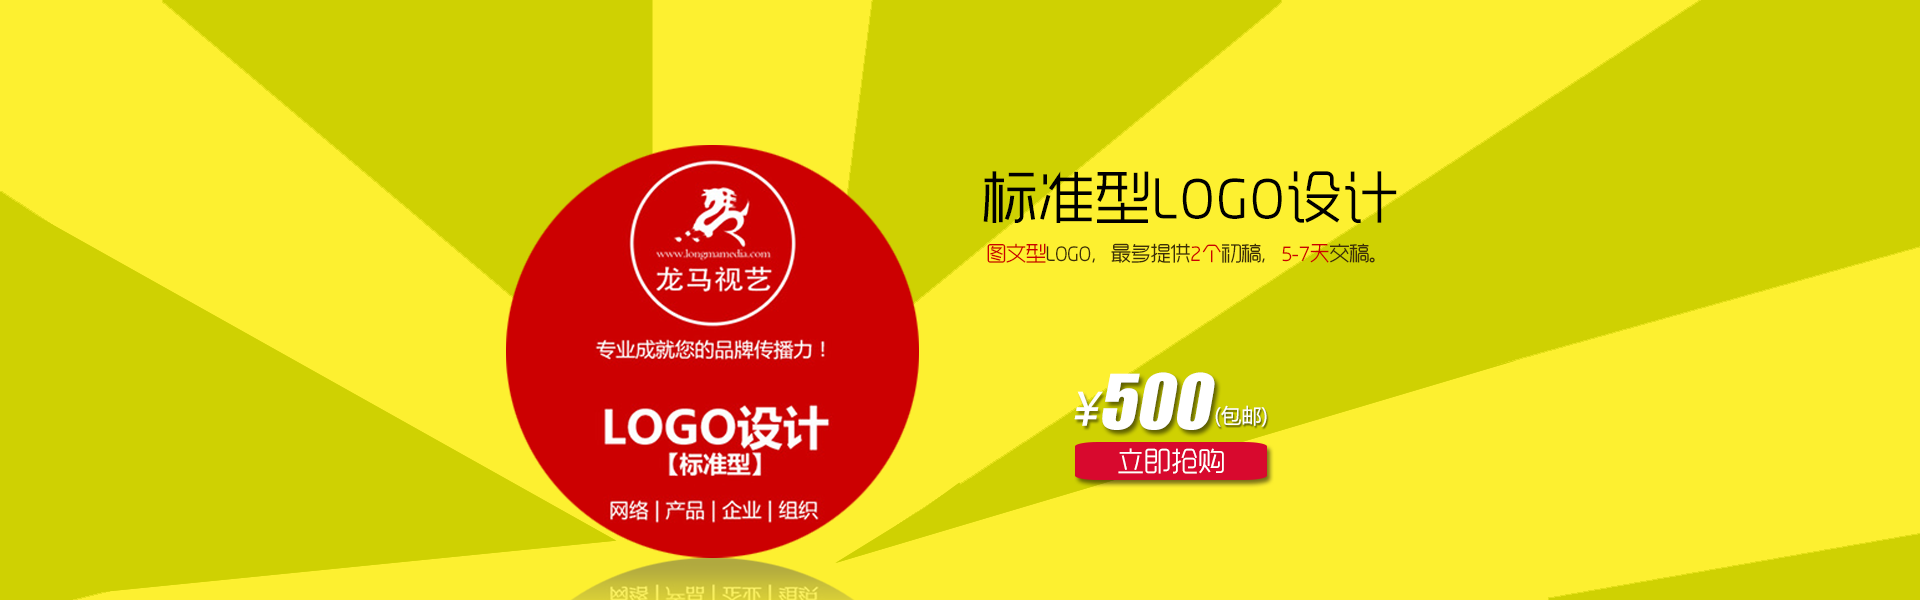 www.longmamedia.com
龙马视艺
专业成就您的品牌传播力！
LOGO设计
【标准型】
网络 | 产品 | 企业 | 组织
标准型LOGO设计
图文型LOGO，最多提供2个初稿，5-7天交稿。
¥500(包邮)
立即抢购